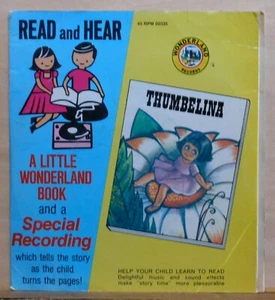 READ and HEAR
45 RPM
WONDERLAND
RECORDS
THUMBELINA
A LITTLE
WONDERLAND
BOOK
and a
Special
Recording
which tells the story
as the child
turns the pages!
HELP YOUR CHILD LEARN TO READ
Delightful music and sound effects
make "story time" more pleasurable